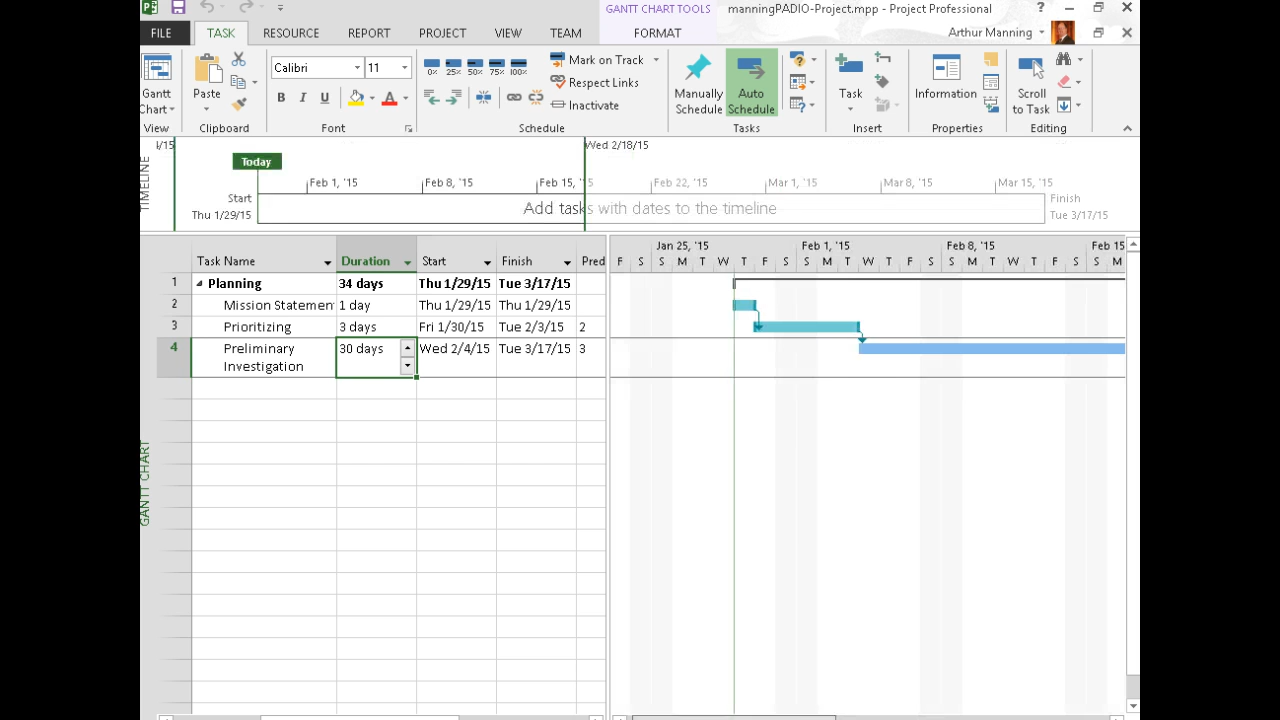 GANTT CHART TOOLS manningPADIO-Project.mpp - Project Professional
FILE TASK RESOURCE REPORT PROJECT VIEW TEAM FORMAT Arthur Manning
Gantt Chart
View
Paste
Clipboard
Calibri 11
B I U A
Font
0% 25% 50% 75% 100%
Mark on Track
Respect Links
Inactivate
Schedule
Manually Schedule
Auto Schedule
Tasks
Task
Insert
Information
Properties
Scroll to Task
Editing
TIMELINE
/15 Wed 2/18/15
Today
Feb 1, '15 Feb 8, '15 Feb 15, '15 Feb 22, '15 Mar 1, '15 Mar 8, '15 Mar 15, '15
Start
Thu 1/29/15
Add tasks with dates to the timeline
Finish
Tue 3/17/15
GANTT CHART
Jan 25, '15 Feb 1, '15 Feb 8, '15 Feb 15
Task Name Duration Start Finish Pred
F S S M T W T F S S M T W T F S S M T W T F S S M
1 Planning 34 days Thu 1/29/15 Tue 3/17/15
2 Mission Statemen 1 day Thu 1/29/15 Thu 1/29/15
3 Prioritizing 3 days Fri 1/30/15 Tue 2/3/15 2
4 Preliminary 30 days Wed 2/4/15 Tue 3/17/15 3
Investigation